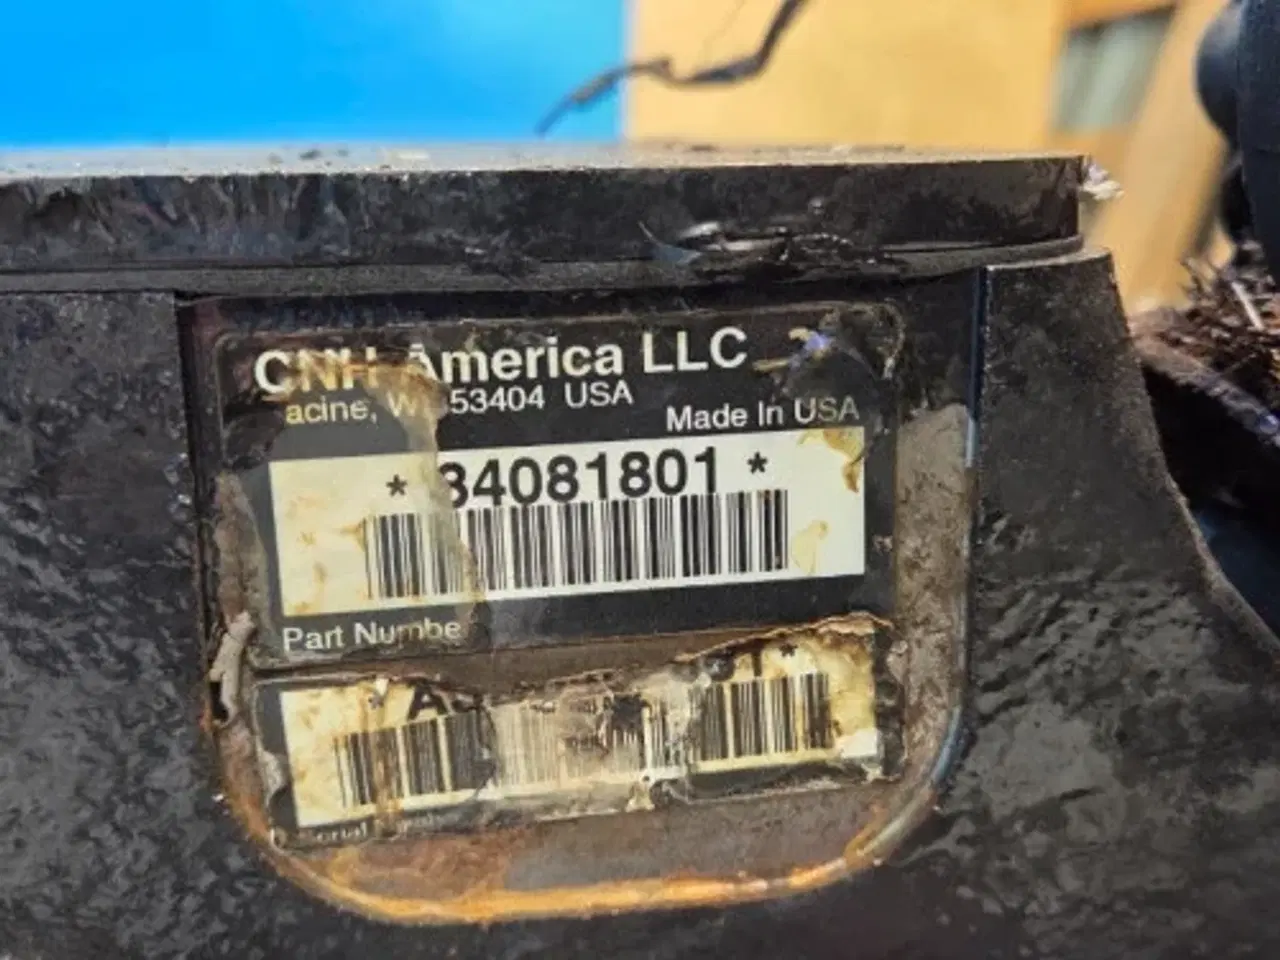 CNH America LLC
acine, W 53404 USA
Made In USA
* 84081801 *
Part Numbe
* A